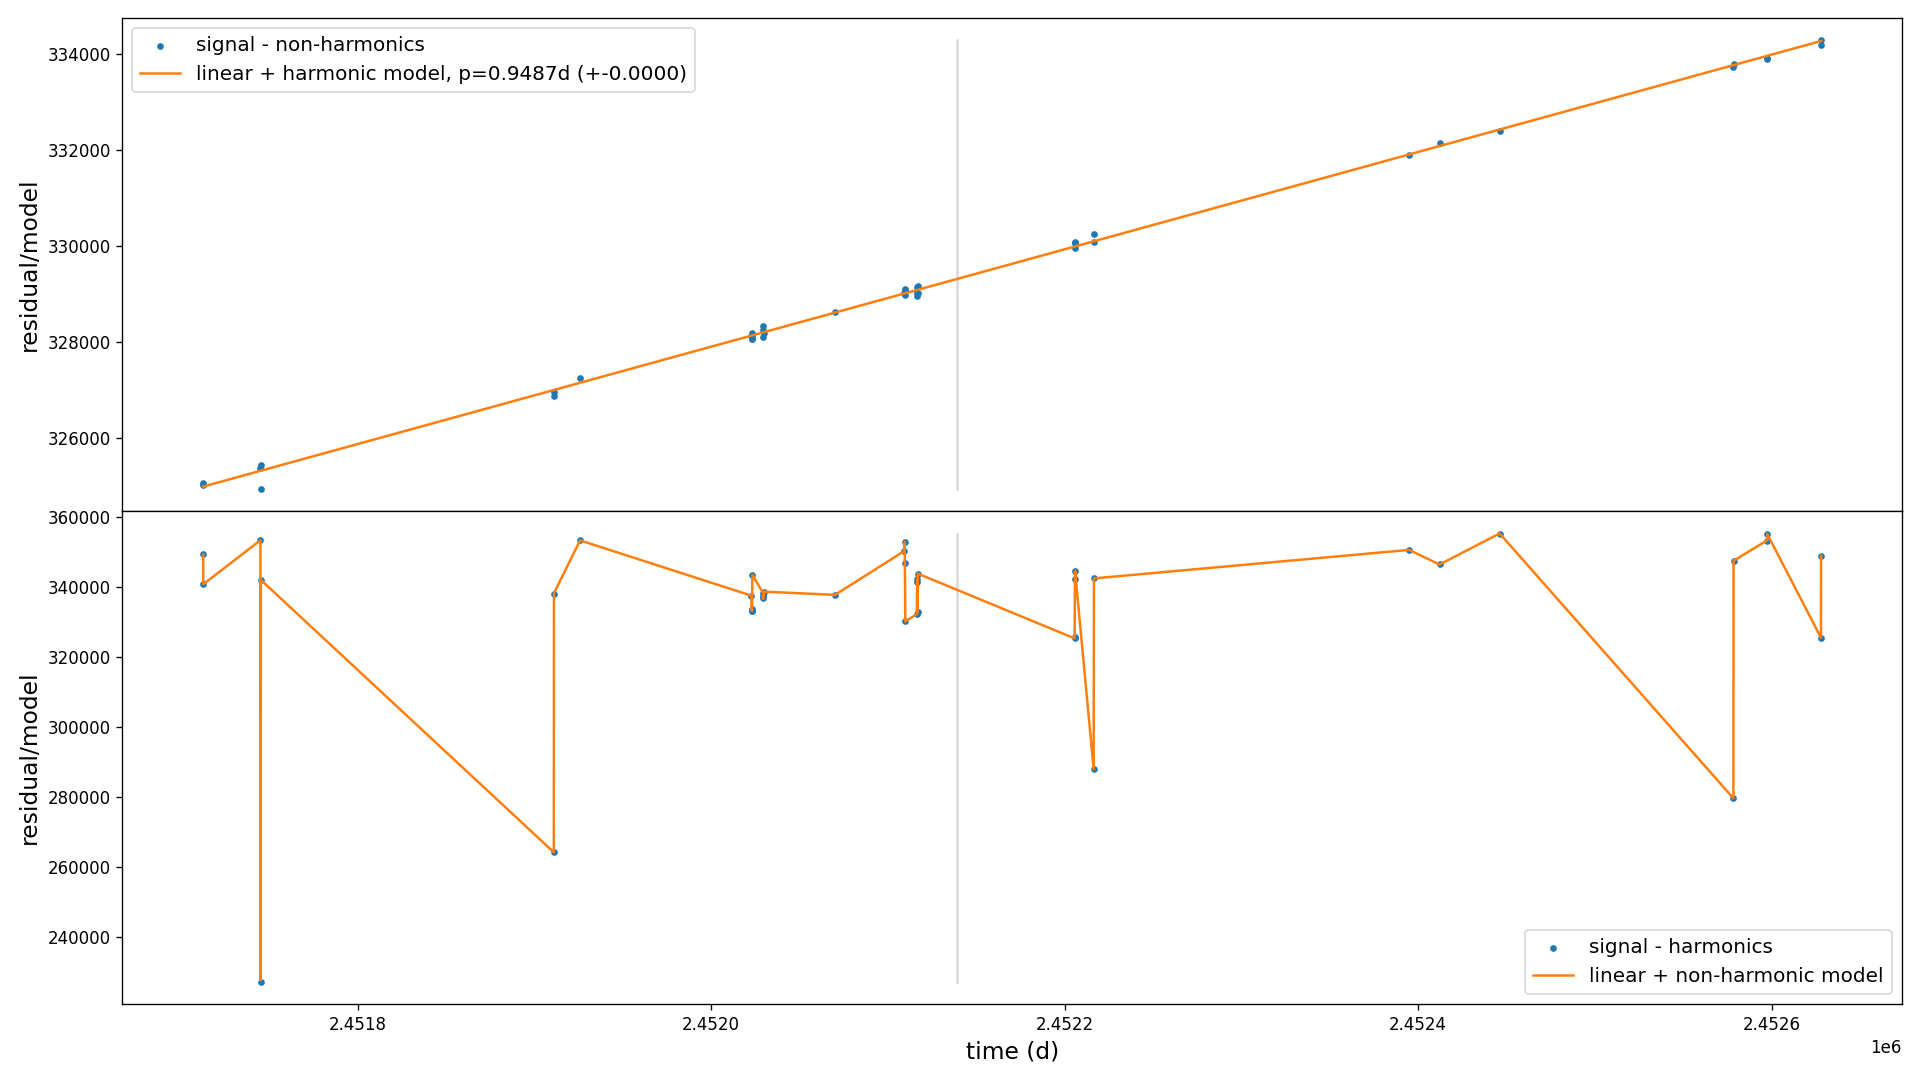 signal - non-harmonics
linear + harmonic model, p=0.9487d (+-0.0000)
334000
332000
330000
328000
326000
residual/model
360000
340000
320000
300000
280000
260000
240000
residual/model
signal - harmonics
linear + non-harmonic model
2.4518
2.4520
2.4522
2.4524
2.4526
1e6
time (d)